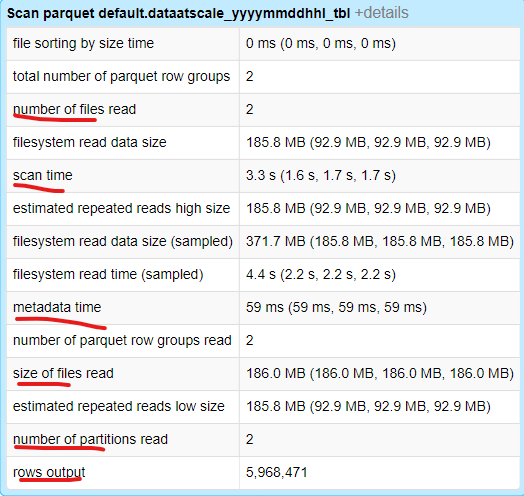 Scan parquet default.dataatscale_yyyymmddhhl_tbl +details
file sorting by size time 0 ms (0 ms, 0 ms, 0 ms)
total number of parquet row groups 2
number of files read 2
filesystem read data size 185.8 MB (92.9 MB, 92.9 MB, 92.9 MB)
scan time 3.3 s (1.6 s, 1.7 s, 1.7 s)
estimated repeated reads high size 185.8 MB (92.9 MB, 92.9 MB, 92.9 MB)
filesystem read data size (sampled) 371.7 MB (185.8 MB, 185.8 MB, 185.8 MB)
filesystem read time (sampled) 4.4 s (2.2 s, 2.2 s, 2.2 s)
metadata time 59 ms (59 ms, 59 ms, 59 ms)
number of parquet row groups read 2
size of files read 186.0 MB (186.0 MB, 186.0 MB, 186.0 MB)
estimated repeated reads low size 185.8 MB (92.9 MB, 92.9 MB, 92.9 MB)
number of partitions read 2
rows output 5,968,471